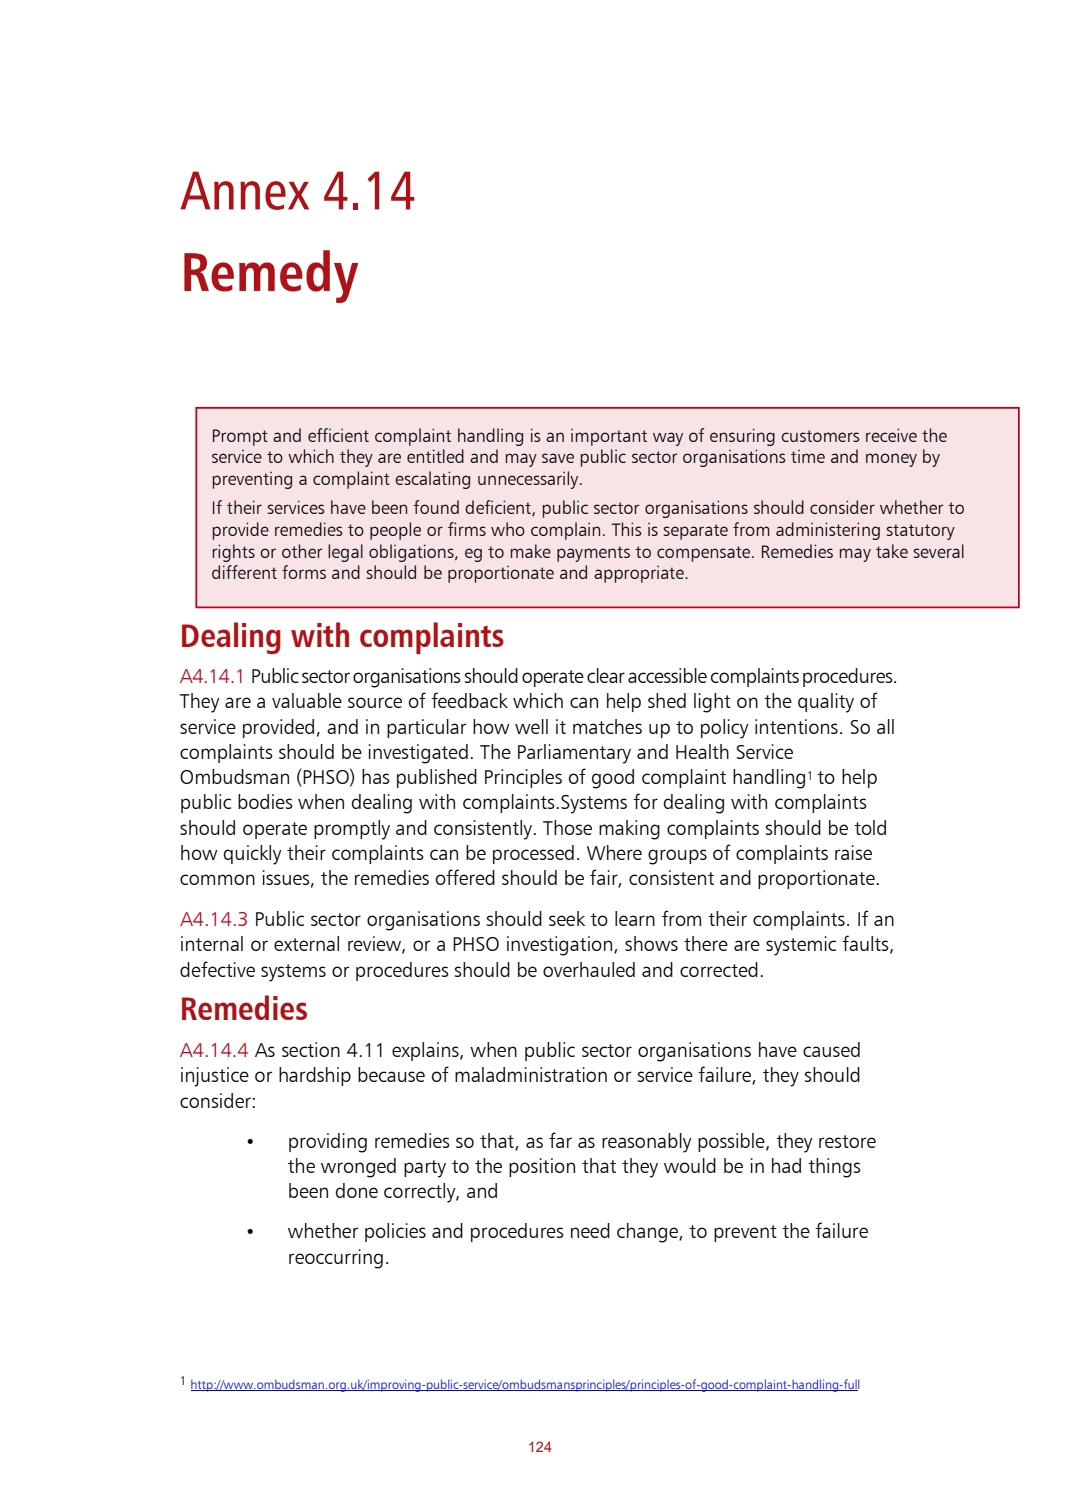 Annex 4.14
Remedy
Prompt and efficient complaint handling is an important way of ensuring customers receive the
service to which they are entitled and may save public sector organisations time and money by
preventing a complaint escalating unnecessarily.
If their services have been found deficient, public sector organisations should consider whether to
provide remedies to people or firms who complain. This is separate from administering statutory
rights or other legal obligations, eg to make payments to compensate. Remedies may take several
different forms and should be proportionate and appropriate.
Dealing with complaints
A4.14.1 Public sector organisations should operate clear accessible complaints procedures.
They are a valuable source of feedback which can help shed light on the quality of
service provided, and in particular how well it matches up to policy intentions. So all
complaints should be investigated. The Parliamentary and Health Service
Ombudsman (PHSO) has published Principles of good complaint handling1 to help
public bodies when dealing with complaints.Systems for dealing with complaints
should operate promptly and consistently. Those making complaints should be told
how quickly their complaints can be processed. Where groups of complaints raise
common issues, the remedies offered should be fair, consistent and proportionate.
A4.14.3 Public sector organisations should seek to learn from their complaints. If an
internal or external review, or a PHSO investigation, shows there are systemic faults,
defective systems or procedures should be overhauled and corrected.
Remedies
A4.14.4 As section 4.11 explains, when public sector organisations have caused
injustice or hardship because of maladministration or service failure, they should
consider:
• providing remedies so that, as far as reasonably possible, they restore
the wronged party to the position that they would be in had things
been done correctly, and
• whether policies and procedures need change, to prevent the failure
reoccurring.
1 http://www.ombudsman.org.uk/improving-public-service/ombudsmansprinciples/principles-of-good-complaint-handling-full
124